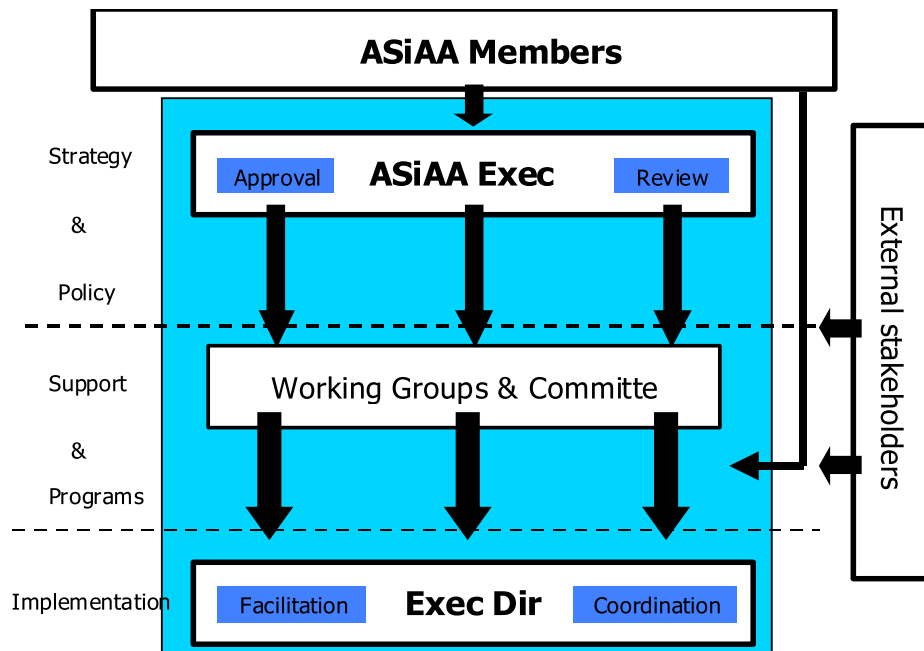 ASiAA Members
Strategy
&
Policy
Approval
ASiAA Exec
Review
External stakeholders
Support
&
Programs
Working Groups & Committe
Implementation
Facilitation
Exec Dir
Coordination